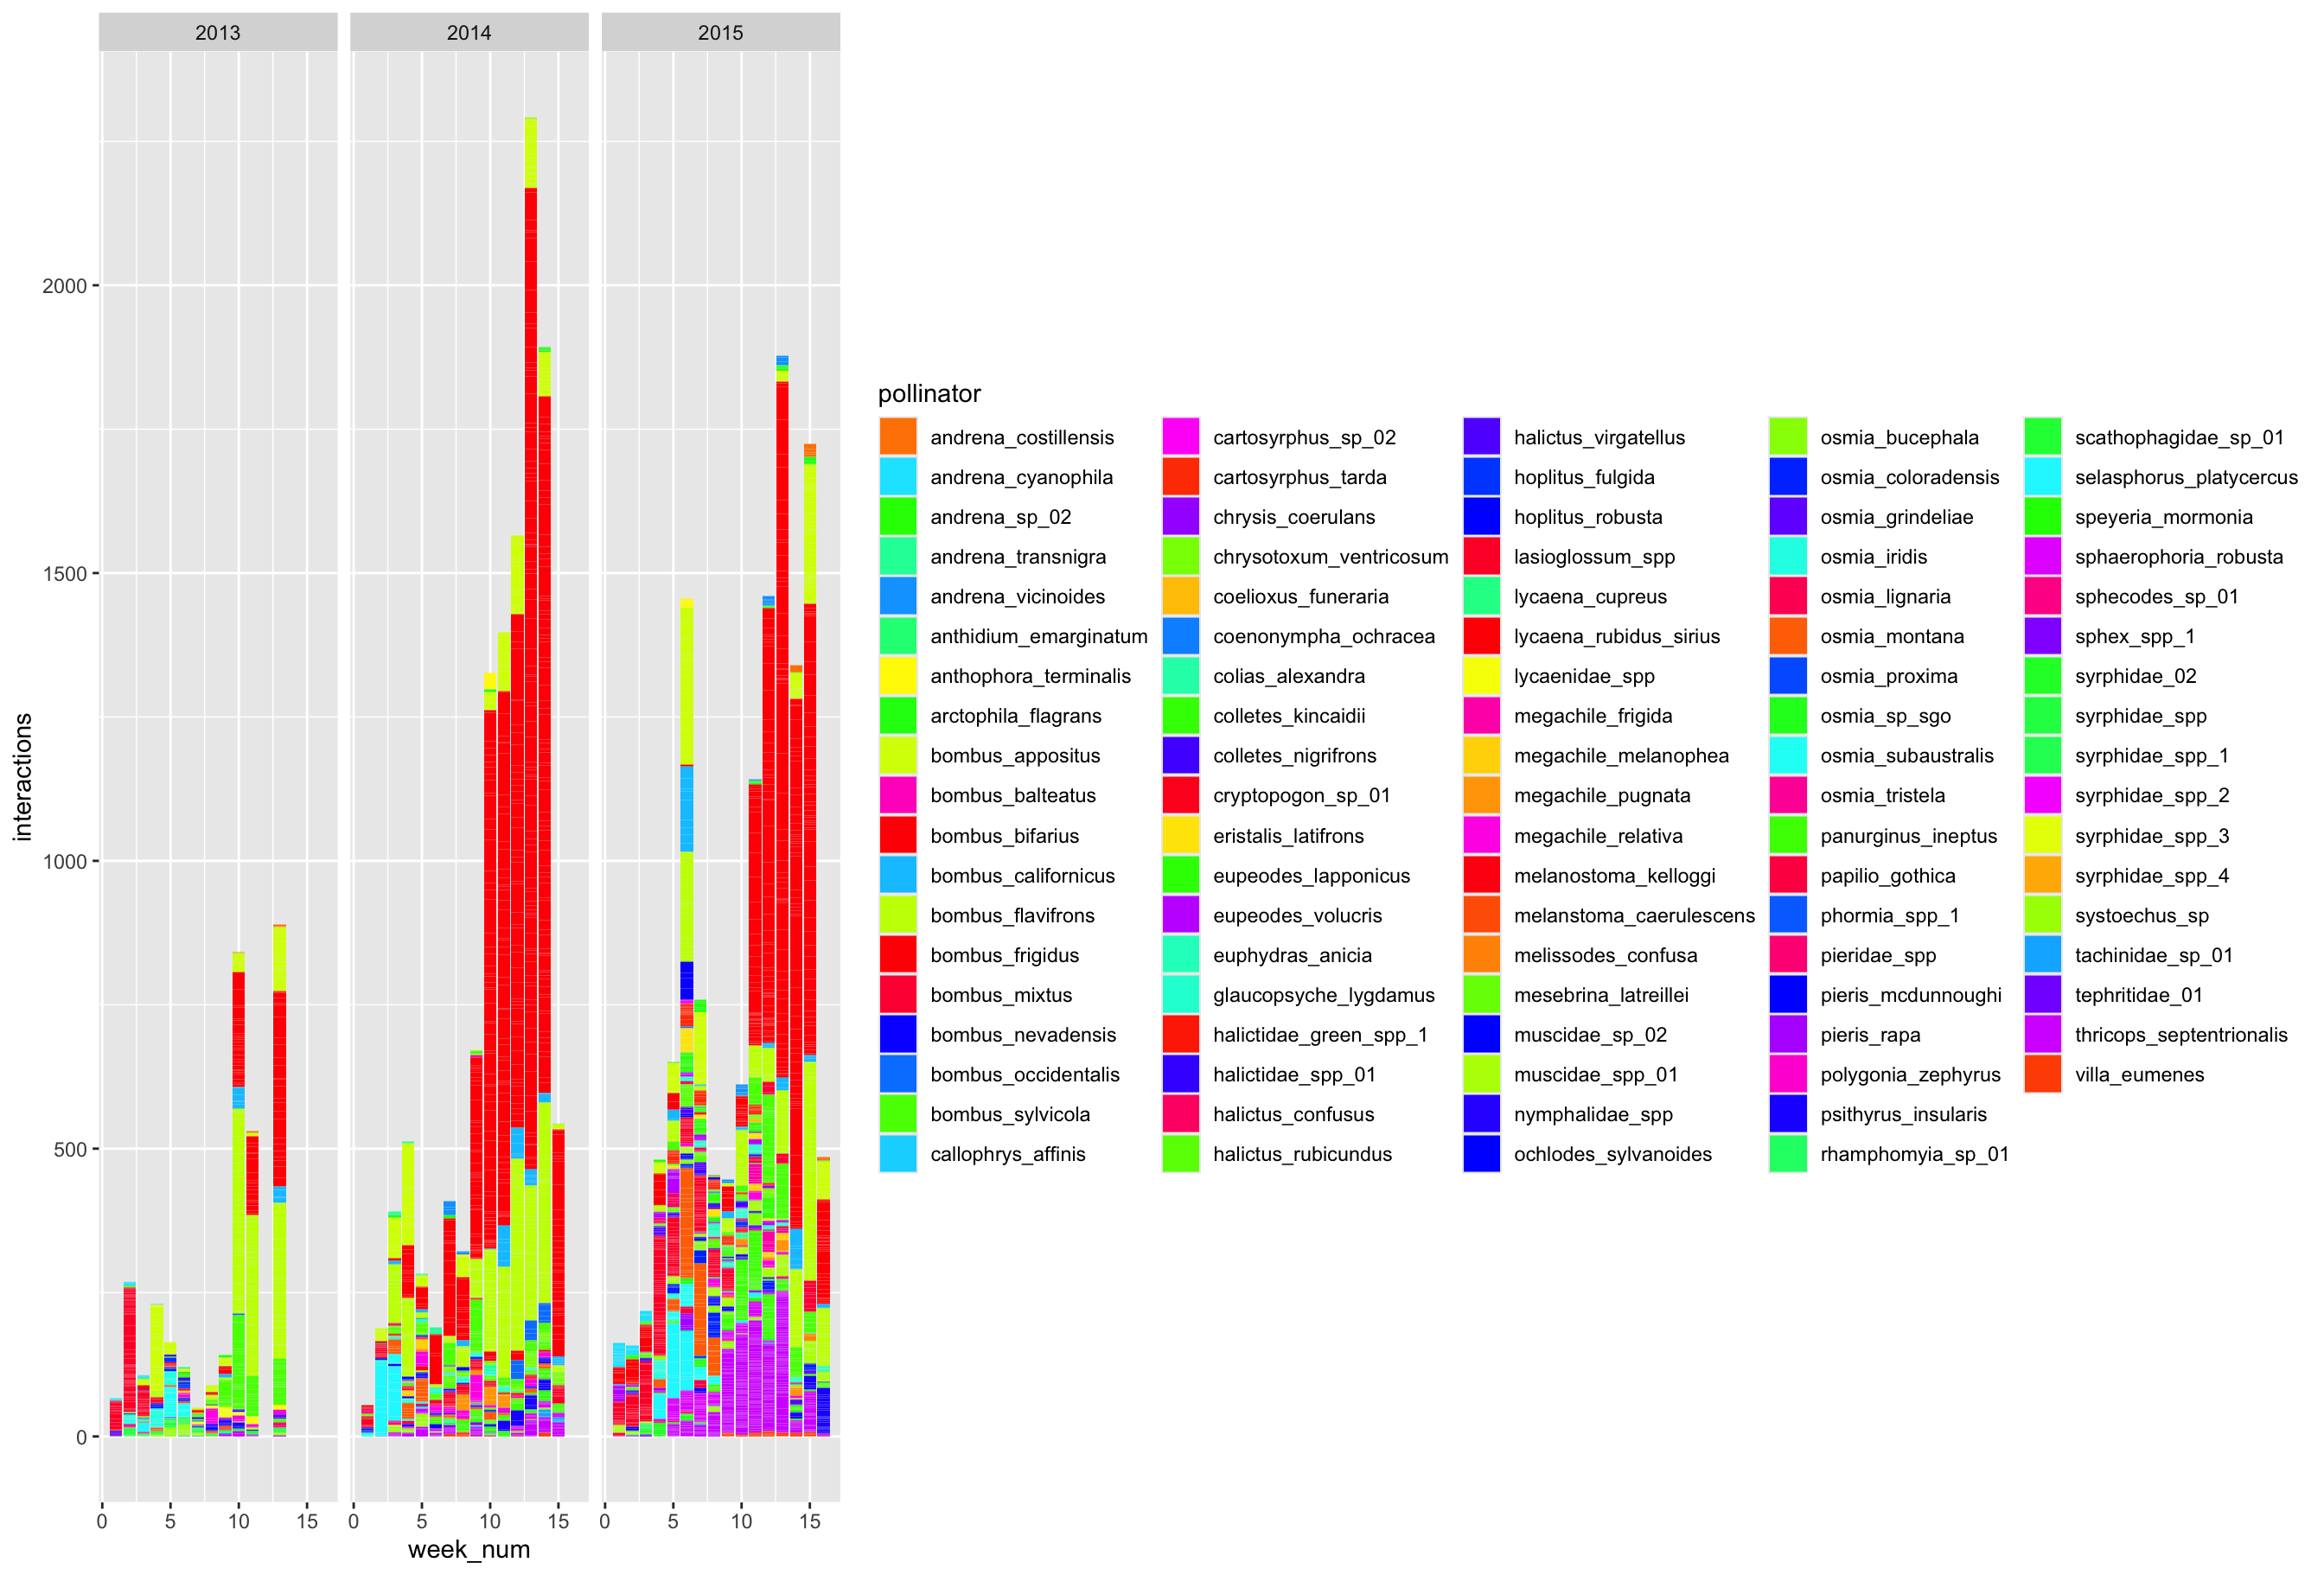 2013
2014
2015
2000
1500
1000
500
0
interactions
0 5 10 15
0 5 10 15
0 5 10 15
week_num
pollinator
andrena_costillensis
andrena_cyanophila
andrena_sp_02
andrena_transnigra
andrena_vicinoides
anthidium_emarginatum
anthophora_terminalis
arctophila_flagrans
bombus_appositus
bombus_balteatus
bombus_bifarius
bombus_californicus
bombus_flavifrons
bombus_frigidus
bombus_mixtus
bombus_nevadensis
bombus_occidentalis
bombus_sylvicola
callophrys_affinis
cartosyrphus_sp_02
cartosyrphus_tarda
chrysis_coerulans
chrysotoxum_ventricosum
coelioxus_funeraria
coenonympha_ochracea
colias_alexandra
colletes_kincaidii
colletes_nigrifrons
cryptopogon_sp_01
eristalis_latifrons
eupeodes_lapponicus
eupeodes_volucris
euphydras_anicia
glaucopsyche_lygdamus
halictidae_green_spp_1
halictidae_spp_01
halictus_confusus
halictus_rubicundus
halictus_virgatellus
hoplitus_fulgida
hoplitus_robusta
lasioglossum_spp
lycaena_cupreus
lycaena_rubidus_sirius
lycaenidae_spp
megachile_frigida
megachile_melanophea
megachile_pugnata
megachile_relativa
melanostoma_kelloggi
melanstoma_caerulescens
melissodes_confusa
mesebrina_latreillei
muscidae_sp_02
muscidae_spp_01
nymphalidae_spp
ochlodes_sylvanoides
osmia_bucephala
osmia_coloradensis
osmia_grindeliae
osmia_iridis
osmia_lignaria
osmia_montana
osmia_proxima
osmia_sp_sgo
osmia_subaustralis
osmia_tristela
panurginus_ineptus
papilio_gothica
phormia_spp_1
pieridae_spp
pieris_mcdunnoughi
pieris_rapa
polygonia_zephyrus
psithyrus_insularis
rhamphomyia_sp_01
scathophagidae_sp_01
selasphorus_platycercus
speyeria_mormonia
sphaerophoria_robusta
sphecodes_sp_01
sphex_spp_1
syrphidae_02
syrphidae_spp
syrphidae_spp_1
syrphidae_spp_2
syrphidae_spp_3
syrphidae_spp_4
systoechus_sp
tachinidae_sp_01
tephritidae_01
thricops_septentrionalis
villa_eumenes